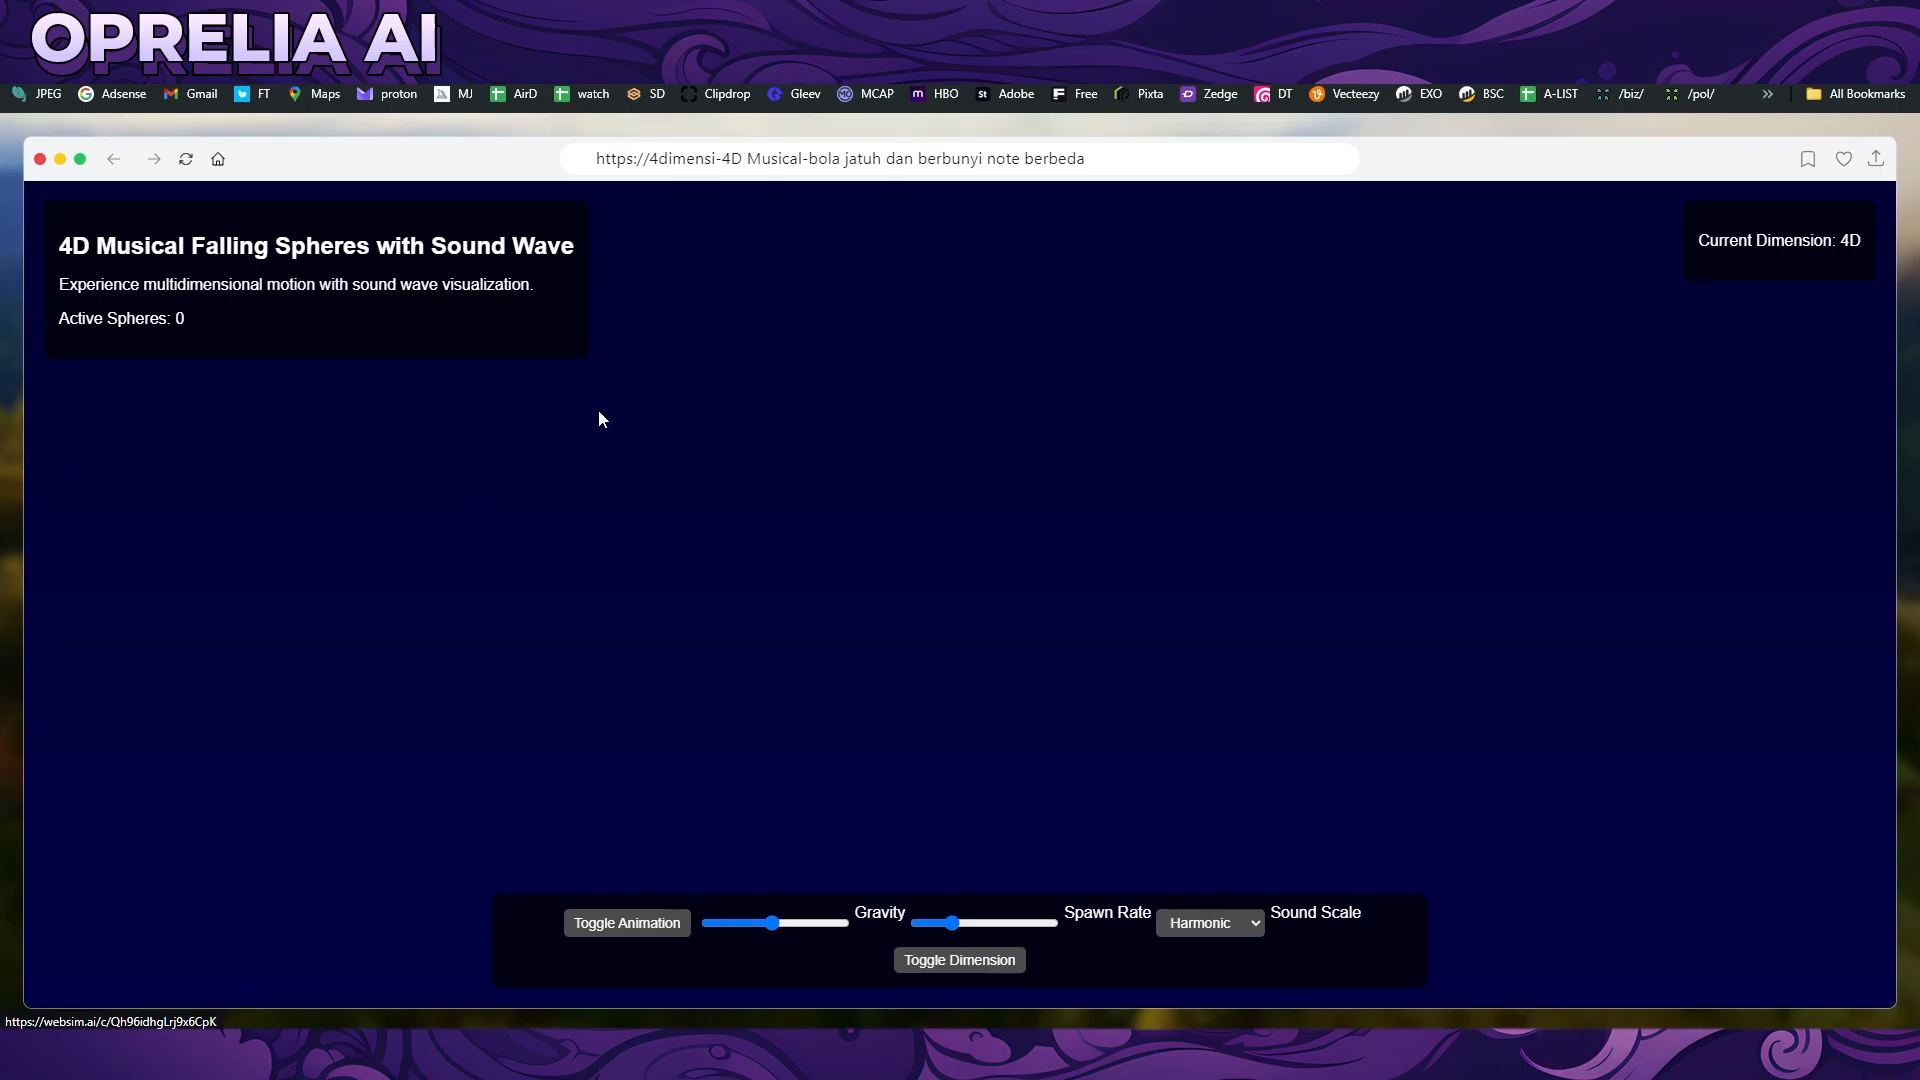 OPRELIA AI
JPEG Adsense Gmail FT Maps proton MJ AirD watch SD Clipdrop Gleev MCAP HBO Adobe Free Pixta Zedge DT Vecteezy EXO BSC A-LIST /biz/ /pol/ » All Bookmarks
https://4dimensi-4D Musical-bola jatuh dan berbunyi note berbeda
4D Musical Falling Spheres with Sound Wave
Current Dimension: 4D
Experience multidimensional motion with sound wave visualization.
Active Spheres: 0
Toggle Animation Gravity Spawn Rate Harmonic Sound Scale
Toggle Dimension
https://websim.ai/c/Qh96idhgLrj9x6CpK